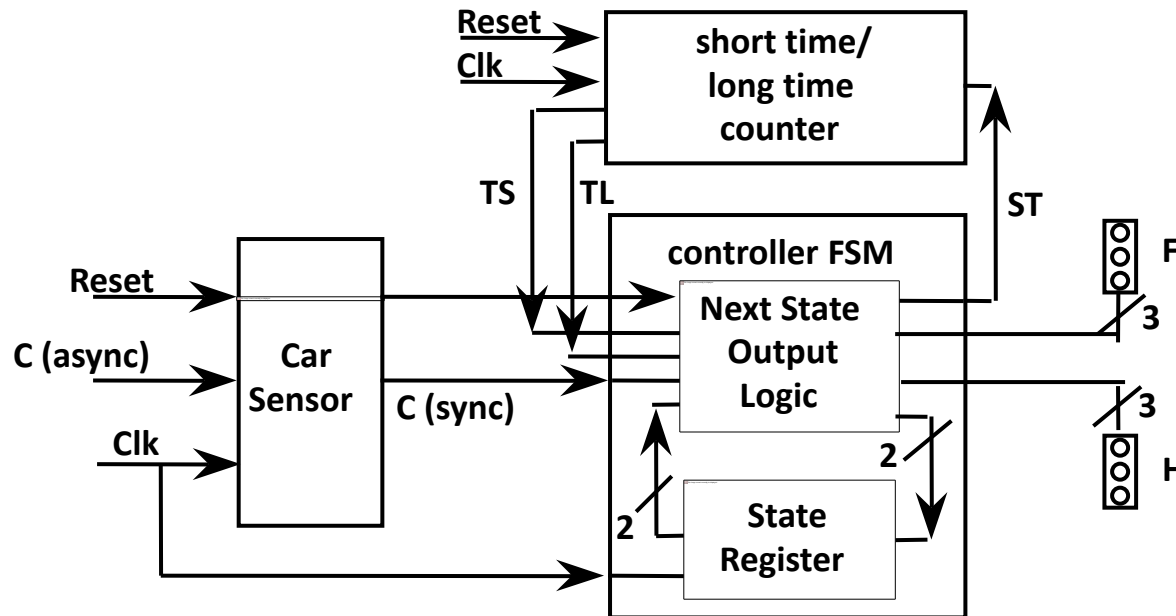 Reset
Clk
short time/
long time
counter
TS
TL
ST
controller FSM
F
3
Reset
Next State
Output
Logic
C (async)
Car
Sensor
C (sync)
3
Clk
2
2
H
State
Register